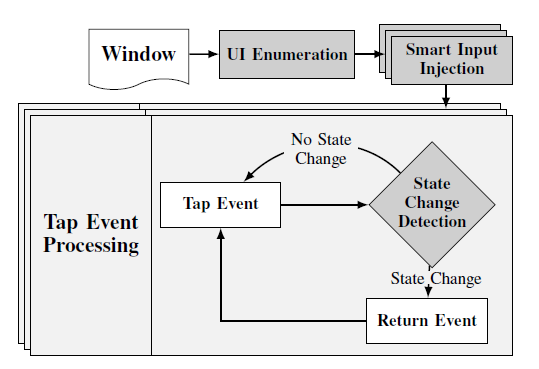 Window
UI Enumeration
Smart Input
Injection
No State
Change
Tap Event
Processing
Tap Event
State
Change
Detection
State Change
Return Event